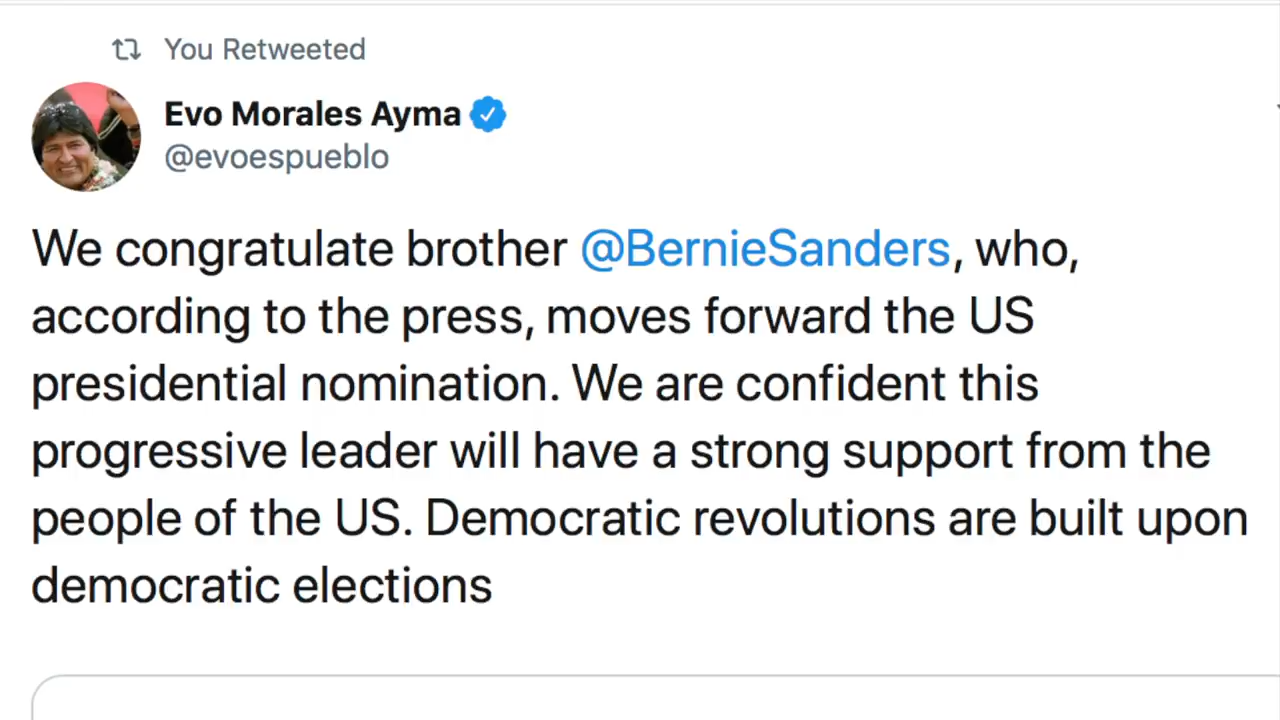 You Retweeted
Evo Morales Ayma
@evoespueblo
We congratulate brother @BernieSanders, who,
according to the press, moves forward the US
presidential nomination. We are confident this
progressive leader will have a strong support from the
people of the US. Democratic revolutions are built upon
democratic elections